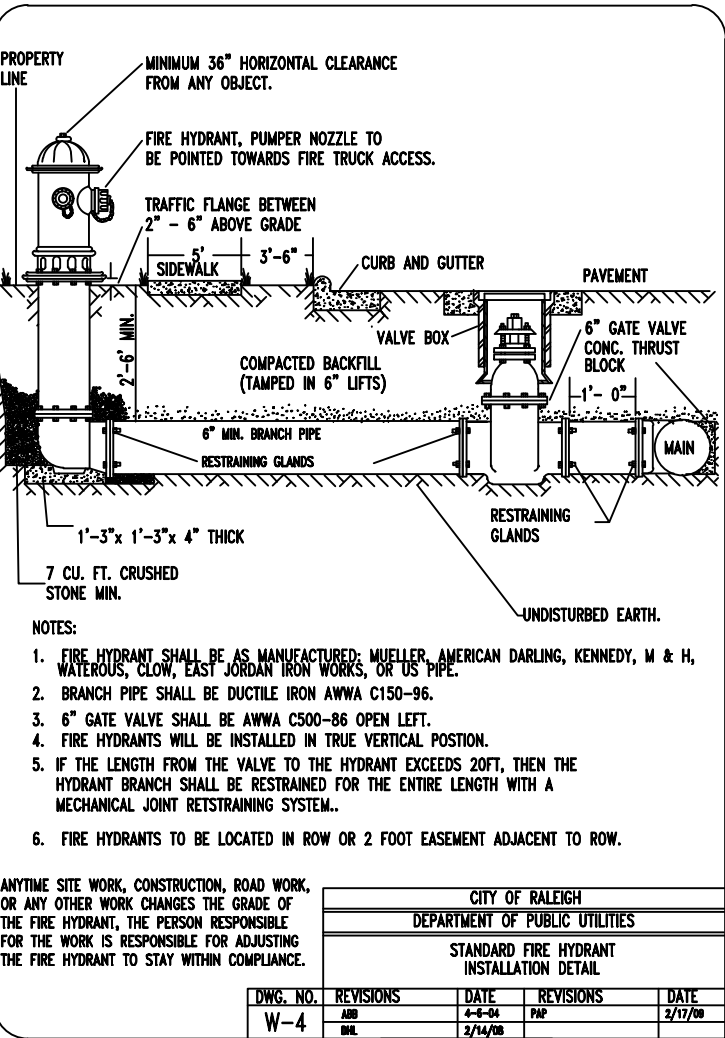 PROPERTY
LINE
MINIMUM 36" HORIZONTAL CLEARANCE
FROM ANY OBJECT.
FIRE HYDRANT, PUMPER NOZZLE TO
BE POINTED TOWARDS FIRE TRUCK ACCESS.
TRAFFIC FLANGE BETWEEN
2" - 6" ABOVE GRADE
5'
3'-6"
SIDEWALK
CURB AND GUTTER
PAVEMENT
2'-6' MIN.
VALVE BOX
6" GATE VALVE
CONC. THRUST
BLOCK
COMPACTED BACKFILL
(TAMPED IN 6" LIFTS)
1'- 0"
6" MIN. BRANCH PIPE
RESTRAINING GLANDS
MAIN
1'-3"x 1'-3"x 4" THICK
RESTRAINING
GLANDS
7 CU. FT. CRUSHED
STONE MIN.
UNDISTURBED EARTH.
NOTES:
1. FIRE HYDRANT SHALL BE AS MANUFACTURED: MUELLER, AMERICAN DARLING, KENNEDY, M & H,
WATEROUS, CLOW, EAST JORDAN IRON WORKS, OR US PIPE.
2. BRANCH PIPE SHALL BE DUCTILE IRON AWWA C150-96.
3. 6" GATE VALVE SHALL BE AWWA C500-86 OPEN LEFT.
4. FIRE HYDRANTS WILL BE INSTALLED IN TRUE VERTICAL POSTION.
5. IF THE LENGTH FROM THE VALVE TO THE HYDRANT EXCEEDS 20FT, THEN THE
HYDRANT BRANCH SHALL BE RESTRAINED FOR THE ENTIRE LENGTH WITH A
MECHANICAL JOINT RETSTRAINING SYSTEM..
6. FIRE HYDRANTS TO BE LOCATED IN ROW OR 2 FOOT EASEMENT ADJACENT TO ROW.
ANYTIME SITE WORK, CONSTRUCTION, ROAD WORK,
OR ANY OTHER WORK CHANGES THE GRADE OF
THE FIRE HYDRANT, THE PERSON RESPONSIBLE
FOR THE WORK IS RESPONSIBLE FOR ADJUSTING
THE FIRE HYDRANT TO STAY WITHIN COMPLIANCE.
CITY OF RALEIGH
DEPARTMENT OF PUBLIC UTILITIES
STANDARD FIRE HYDRANT
INSTALLATION DETAIL
DWG. NO. REVISIONS DATE REVISIONS DATE
W-4 ABB 4-6-04 PAP 2/17/09
BHL 2/14/08